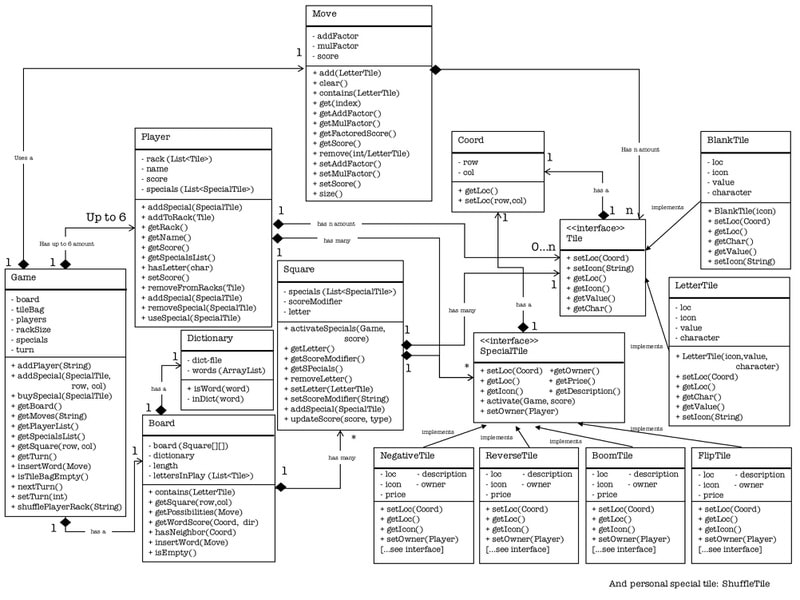 Move
- addFactor
- mulFactor
- score
+ add(LetterTile)
+ clear()
+ contains(LetterTile)
+ get(index)
+ getAddFactor()
+ getMulFactor()
+ getFactoredScore()
+ getScore()
+ remove(int/LetterTile)
+ setAddFactor()
+ setMulFactor()
+ setScore()
+ size()
1
Uses a
Has n amount
n
Player
- rack (List<Tile>)
- name
- score
- specials (List<SpecialTile>)
+ addSpecial(SpecialTile)
+ addToRack(Tile)
+ getRack()
+ getName()
+ getScore()
+ getSpecialsList()
+ hasLetter(char)
+ setScore()
+ removeFromRacks(Tile)
+ addSpecial(SpecialTile)
+ removeSpecial(SpecialTile)
+ useSpecial(SpecialTile)
Up to 6
Has up to 6 amount
1
1
1
has n amount
0...n
1
has many
Coord
- row
- col
+ getLoc()
+ setLoc(row,col)
1
has a
1
1
has a
1
BlankTile
- loc
- icon
- value
- character
+ BlankTile(icon)
+ setLoc(Coord)
+ getLoc()
+ getChar()
+ getValue()
+ setIcon(String)
implements
<<interface>>
Tile
+ setLoc(Coord)
+ setIcon(String)
+ getLoc()
+ getIcon()
+ getValue()
+ getChar()
1
Game
- board
- tileBag
- players
- rackSize
- specials
- turn
+ addPlayer(String)
+ addSpecial(SpecialTile,
row, col)
+ buySpecial(SpecialTile)
+ getBoard()
+ getMoves(String)
+ getPlayerList()
+ getSpecialsList()
+ getSquare(row, col)
+ getTurn()
+ insertWord(Move)
+ isTileBagEmpty()
+ nextTurn()
+ setTurn(int)
+ shufflePlayerRack(String)
1
has a
1
Square
- specials (List<SpecialTile>)
- scoreModifier
- letter
+ activateSpecials(Game,
score)
+ getLetter()
+ getScoreModifier()
+ getSPecials()
+ removeLetter()
+ setLetter(LetterTile)
+ setScoreModifier(String)
+ addSpecial(SpecialTile)
+ updateScore(score, type)
1
1
has many
*
LetterTile
- loc
- icon
- value
- character
+ LetterTile(icon,value,
character)
+ setLoc(Coord)
+ getLoc()
+ getChar()
+ getValue()
+ setIcon(String)
implements
Dictionary
- dict-file
- words (ArrayList)
+ isWord(word)
+ inDict(word)
1
has a
1
<<interface>>
SpecialTile
+ setLoc(Coord) +getOwner()
+ getLoc() +getPrice()
+ getIcon() +getDescription()
+ activate(Game, score)
+ setOwner(Player)
Board
- board (Square[][])
- dictionary
- length
- lettersInPlay (List<Tile>)
+ contains(LetterTile)
+ getSquare(row,col)
+ getPossibilities(Move)
+ getWordScore(Coord, dir)
+ hasNeighbor(Coord)
+ insertWord(Move)
+ isEmpty()
1
has many
*
implements
implements
implements
implements
NegativeTile
- loc - description
- icon - owner
- price
+ setLoc(Coord)
+ getLoc()
+ getIcon()
+ setOwner(Player)
[...see interface]
ReverseTile
- loc - description
- icon - owner
- price
+ setLoc(Coord)
+ getLoc()
+ getIcon()
+ setOwner(Player)
[...see interface]
BoomTile
- loc - description
- icon - owner
- price
+ setLoc(Coord)
+ getLoc()
+ getIcon()
+ setOwner(Player)
[...see interface]
FlipTile
- loc - description
- icon - owner
- price
+ setLoc(Coord)
+ getLoc()
+ getIcon()
+ setOwner(Player)
[...see interface]
And personal special tile: ShuffleTile